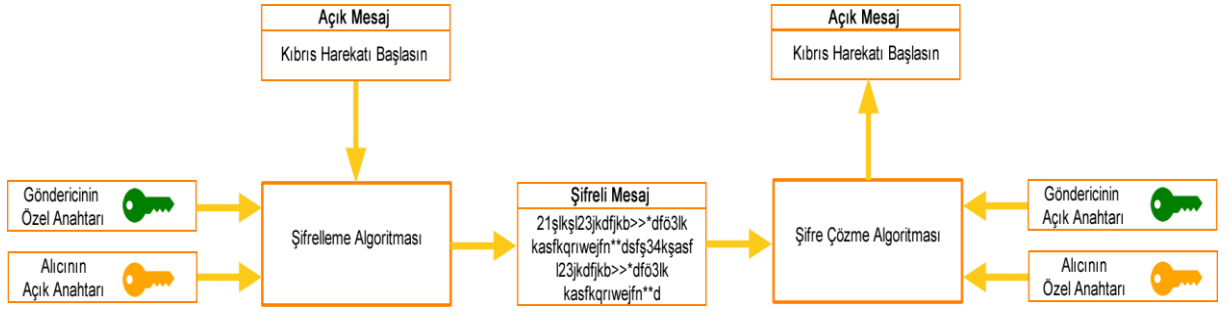 Açık Mesaj
Kıbrıs Harekatı Başlasın
Açık Mesaj
Kıbrıs Harekatı Başlasın
Göndericinin
Özel Anahtarı
Alıcının
Açık Anahtarı
Şifrelleme Algoritması
Şifreli Mesaj
21şlkşl23jkdfjkb>>*dfö3lk
kasfkqrıwejfn**dsfş34kşasf
l23jkdfjkb>>*dfö3lk
kasfkqrıwejfn**d
Şifre Çözme Algoritması
Göndericinin
Açık Anahtarı
Alıcının
Özel Anahtarı